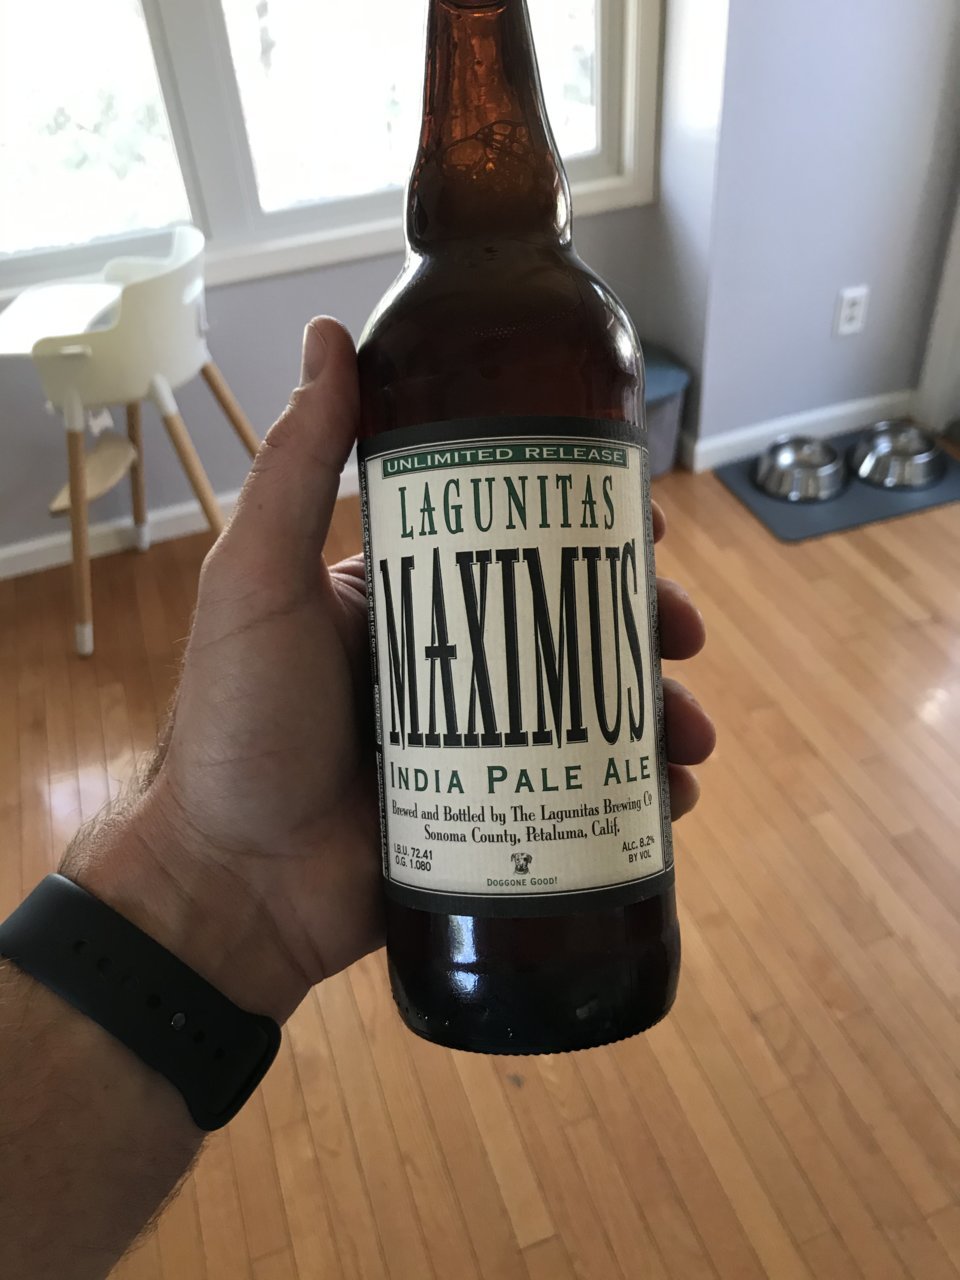 UNLIMITED RELEASE
LAGUNITAS
MAXIMUS
INDIA PALE ALE
Brewed and Bottled by The Lagunitas Brewing Co
Sonoma County, Petaluma, Calif.
I.B.U. 72.41
O.G. 1.080
ALC. 8.2%
BY VOL
DOGGONE GOOD!